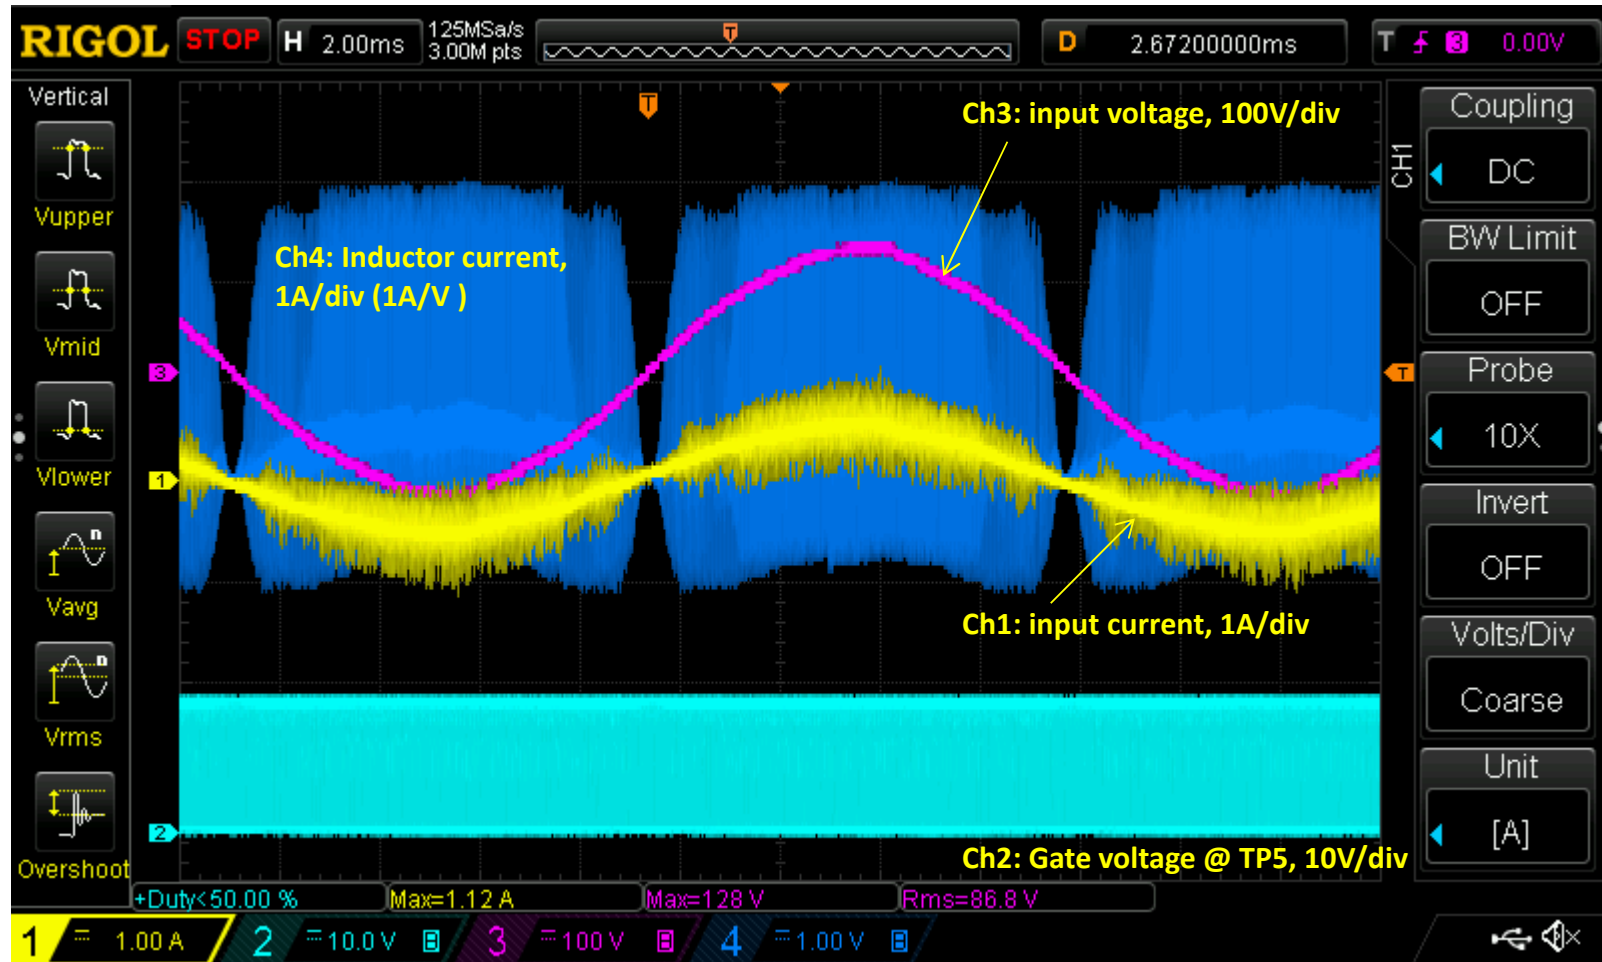 RIGOL STOP H 2.00ms 125MSa/s D 2.67200000ms T 3 0.00V
3.00M pts
T
Vertical
Vupper
Vmid
Vlower
Vavg
Vrms
Overshoot
T
Ch3: input voltage, 100V/div
Ch4: Inductor current,
1A/div (1A/V )
3
T
1
Ch1: input current, 1A/div
2
Ch2: Gate voltage @ TP5, 10V/div
CH1
Coupling
DC
BW Limit
OFF
Probe
10X
Invert
OFF
Volts/Div
Coarse
Unit
[A]
+Duty<50.00 % Max=1.12 A Max=128 V Rms=86.8 V
1 = 1.00 A 2 =10.0 V B 3 =100 V B 4 =1.00 V B